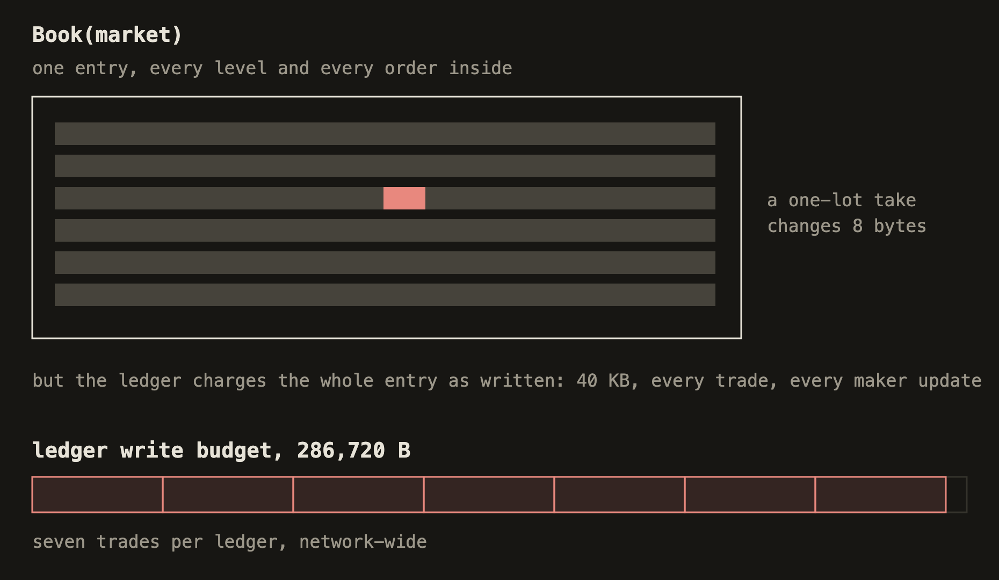 Book(market)
one entry, every level and every order inside
a one-lot take
changes 8 bytes
but the ledger charges the whole entry as written: 40 KB, every trade, every maker update
ledger write budget, 286,720 B
seven trades per ledger, network-wide